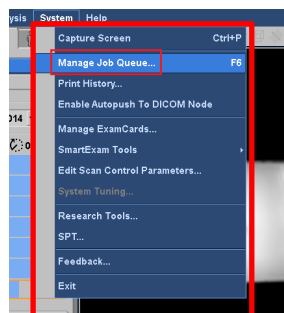 ysis System Help
Capture Screen Ctrl+P
Manage Job Queue... F6
Print History...
Enable Autopush To DICOM Node
014
Manage ExamCards...
SmartExam Tools
Edit Scan Control Parameters...
System Tuning...
Research Tools...
SPT...
Feedback...
Exit